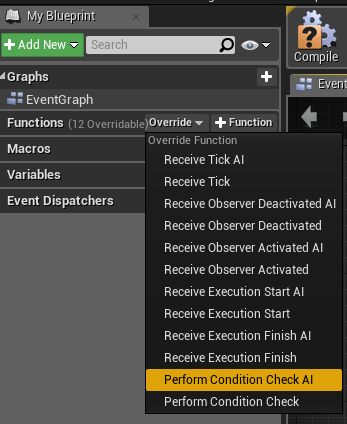 My Blueprint
+ Add New
Search
Compile
Graphs
EventGraph
Event
Functions (12 Overridable) Override + Function
Override Function
Macros
Variables
Event Dispatchers
Receive Tick AI
Receive Tick
Receive Observer Deactivated AI
Receive Observer Deactivated
Receive Observer Activated AI
Receive Observer Activated
Receive Execution Start AI
Receive Execution Start
Receive Execution Finish AI
Receive Execution Finish
Perform Condition Check AI
Perform Condition Check